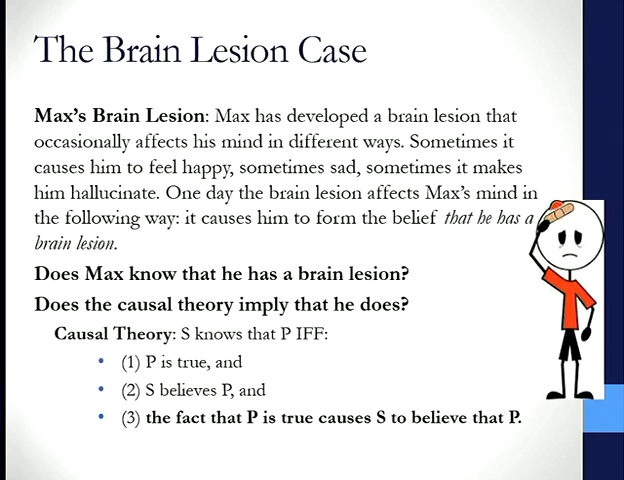 The Brain Lesion Case
Max's Brain Lesion: Max has developed a brain lesion that
occasionally affects his mind in different ways. Sometimes it
causes him to feel happy, sometimes sad, sometimes it makes
him hallucinate. One day the brain lesion affects Max's mind in
the following way: it causes him to form the belief that he has a
brain lesion.
Does Max know that he has a brain lesion?
Does the causal theory imply that he does?
Causal Theory: S knows that P IFF:
• (1) P is true, and
• (2) S believes P, and
• (3) the fact that P is true causes S to believe that P.